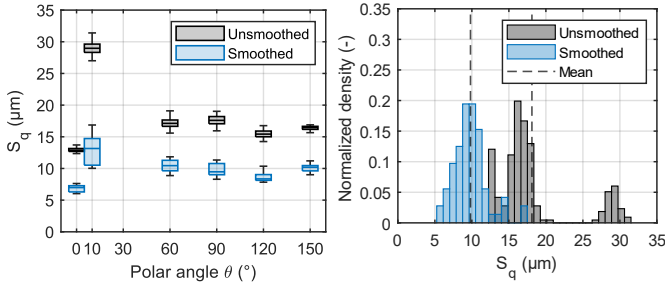 35
30
25
20
15
10
5
0
S_q (μm)
0 10 30 60 90 120 150
Polar angle θ (°)
Unsmoothed
Smoothed
0.35
0.3
0.25
0.2
0.15
0.1
0.05
0
Normalized density (-)
0 5 10 15 20 25 30 35
S_q (μm)
Unsmoothed
Smoothed
Mean